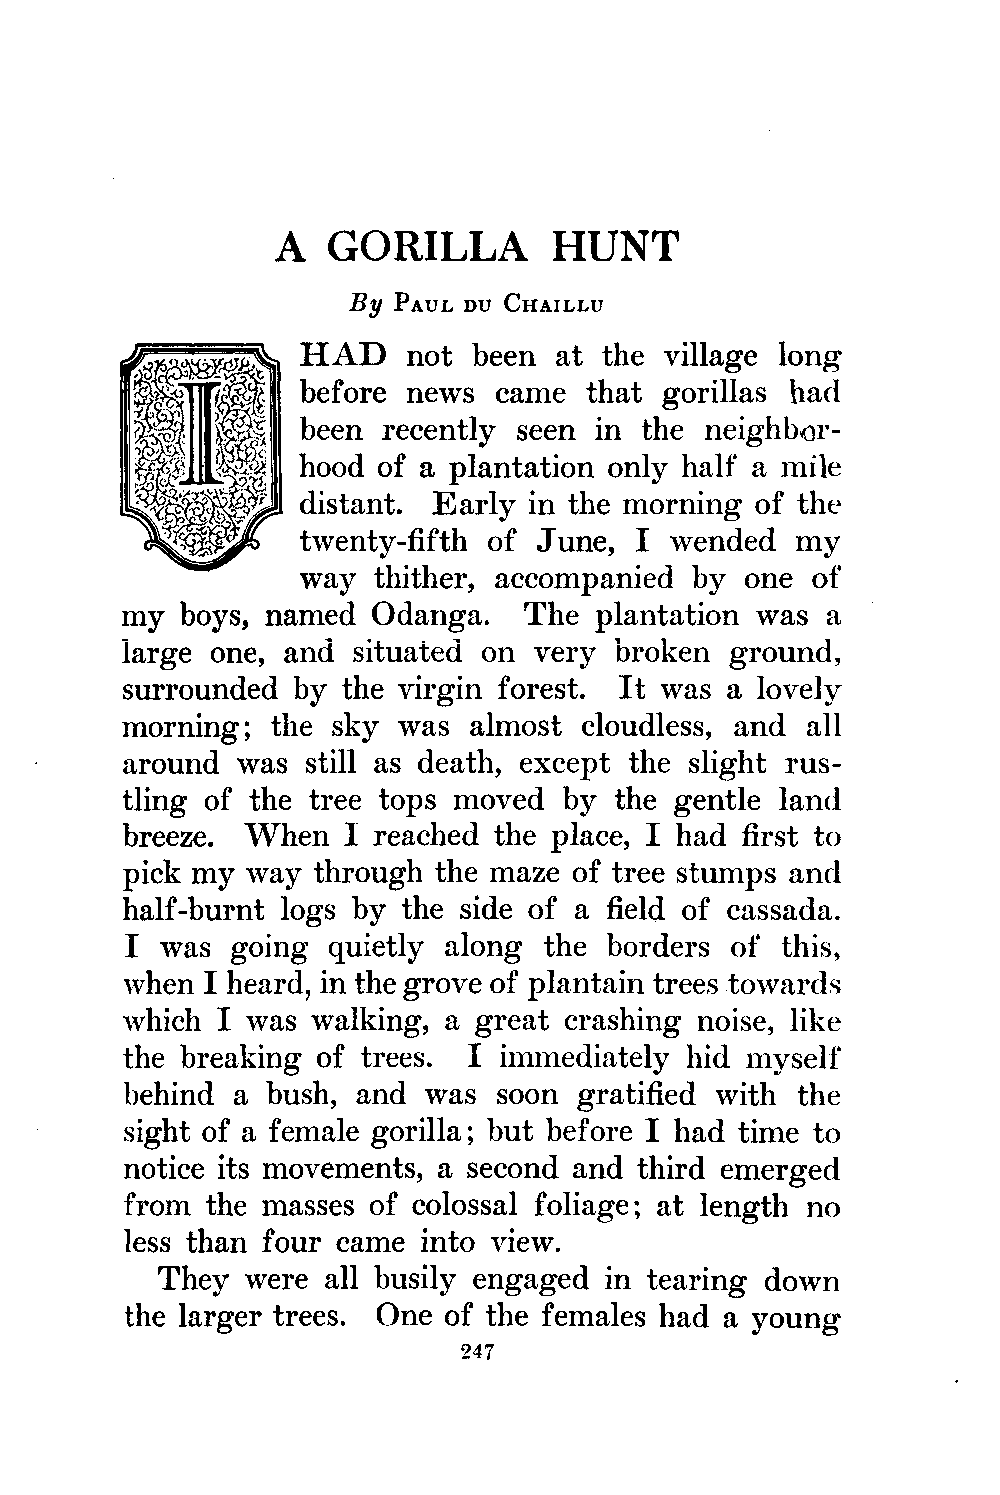 A GORILLA HUNT
By PAUL DU CHAILLU
I HAD not been at the village long
before news came that gorillas had
been recently seen in the neighbor-
hood of a plantation only half a mile
distant. Early in the morning of the
twenty-fifth of June, I wended my
way thither, accompanied by one of
my boys, named Odanga. The plantation was a
large one, and situated on very broken ground,
surrounded by the virgin forest. It was a lovely
morning; the sky was almost cloudless, and all
around was still as death, except the slight rus-
tling of the tree tops moved by the gentle land
breeze. When I reached the place, I had first to
pick my way through the maze of tree stumps and
half-burnt logs by the side of a field of cassada.
I was going quietly along the borders of this,
when I heard, in the grove of plantain trees towards
which I was walking, a great crashing noise, like
the breaking of trees. I immediately hid myself
behind a bush, and was soon gratified with the
sight of a female gorilla; but before I had time to
notice its movements, a second and third emerged
from the masses of colossal foliage; at length no
less than four came into view.
They were all busily engaged in tearing down
the larger trees. One of the females had a young
247